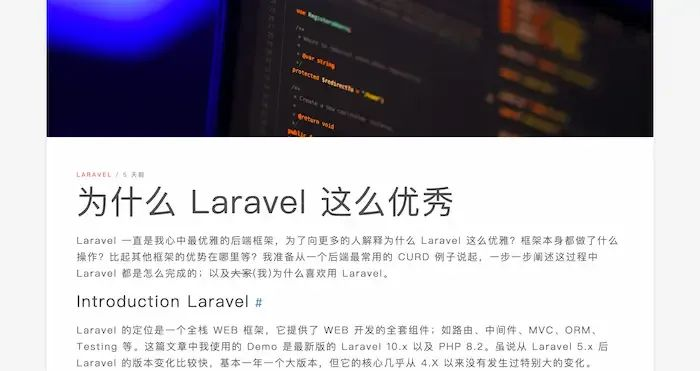 use RegistersUsers;
/**
* @var string
*/
protected $redirectTo = '/home';
/**
* @return void
*/
LARAVEL / 5 天前
为什么 Laravel 这么优秀
Laravel 一直是我心中最优雅的后端框架，为了向更多的人解释为什么 Laravel 这么优雅？框架本身都做了什么
操作？比起其他框架的优势在哪里等？我准备从一个后端最常用的 CURD 例子说起，一步一步阐述这过程中
Laravel 都是怎么完成的；以及大家(我)为什么喜欢用 Laravel。
Introduction Laravel #
Laravel 的定位是一个全栈 WEB 框架，它提供了 WEB 开发的全套组件；如路由、中间件、MVC、ORM、
Testing 等。这篇文章中我使用的 Demo 是最新版的 Laravel 10.x 以及 PHP 8.2。虽说从 Laravel 5.x 后
Laravel 的版本变化比较快，基本一年一个大版本，但它的核心几乎从 4.X 以来没有发生过特别大的变化。